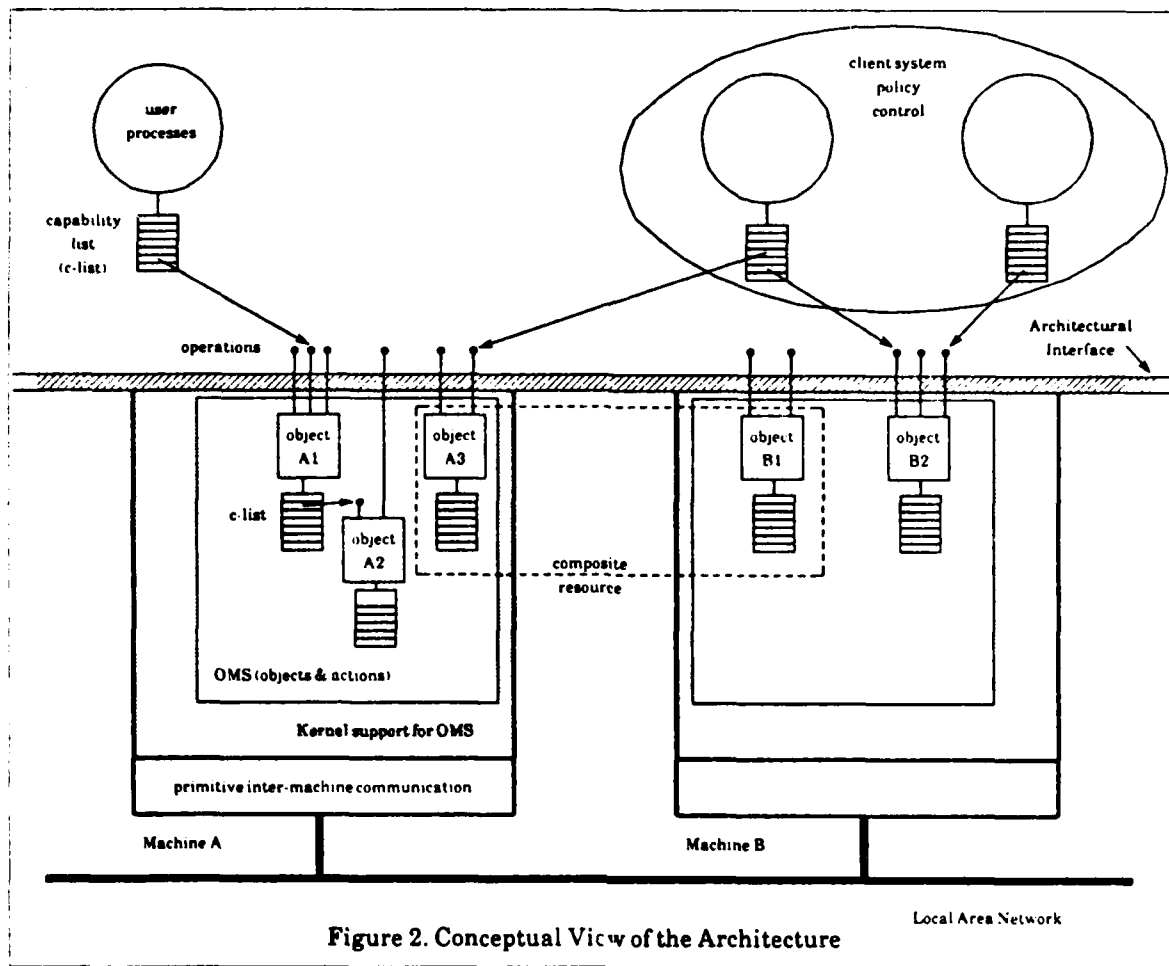 user
processes
client system
policy
control
capability
list
(c-list)
operations
Architectural
Interface
object
A1
object
A3
object
B1
object
B2
c-list
object
A2
composite
resource
OMS (objects & actions)
Kernel support for OMS
primitive inter-machine communication
Machine A
Machine B
Local Area Network
Figure 2. Conceptual View of the Architecture